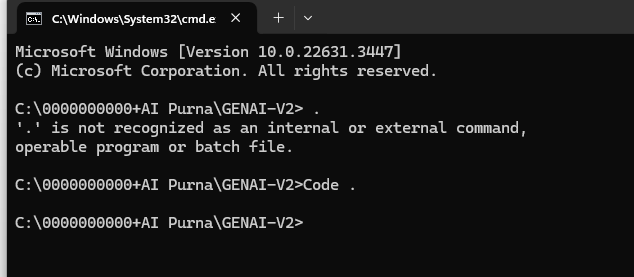 C:\Windows\System32\cmd.e:
Microsoft Windows [Version 10.0.22631.3447]
(c) Microsoft Corporation. All rights reserved.
C:\0000000000+AI Purna\GENAI-V2> .
'.' is not recognized as an internal or external command,
operable program or batch file.
C:\0000000000+AI Purna\GENAI-V2>Code .
C:\0000000000+AI Purna\GENAI-V2>